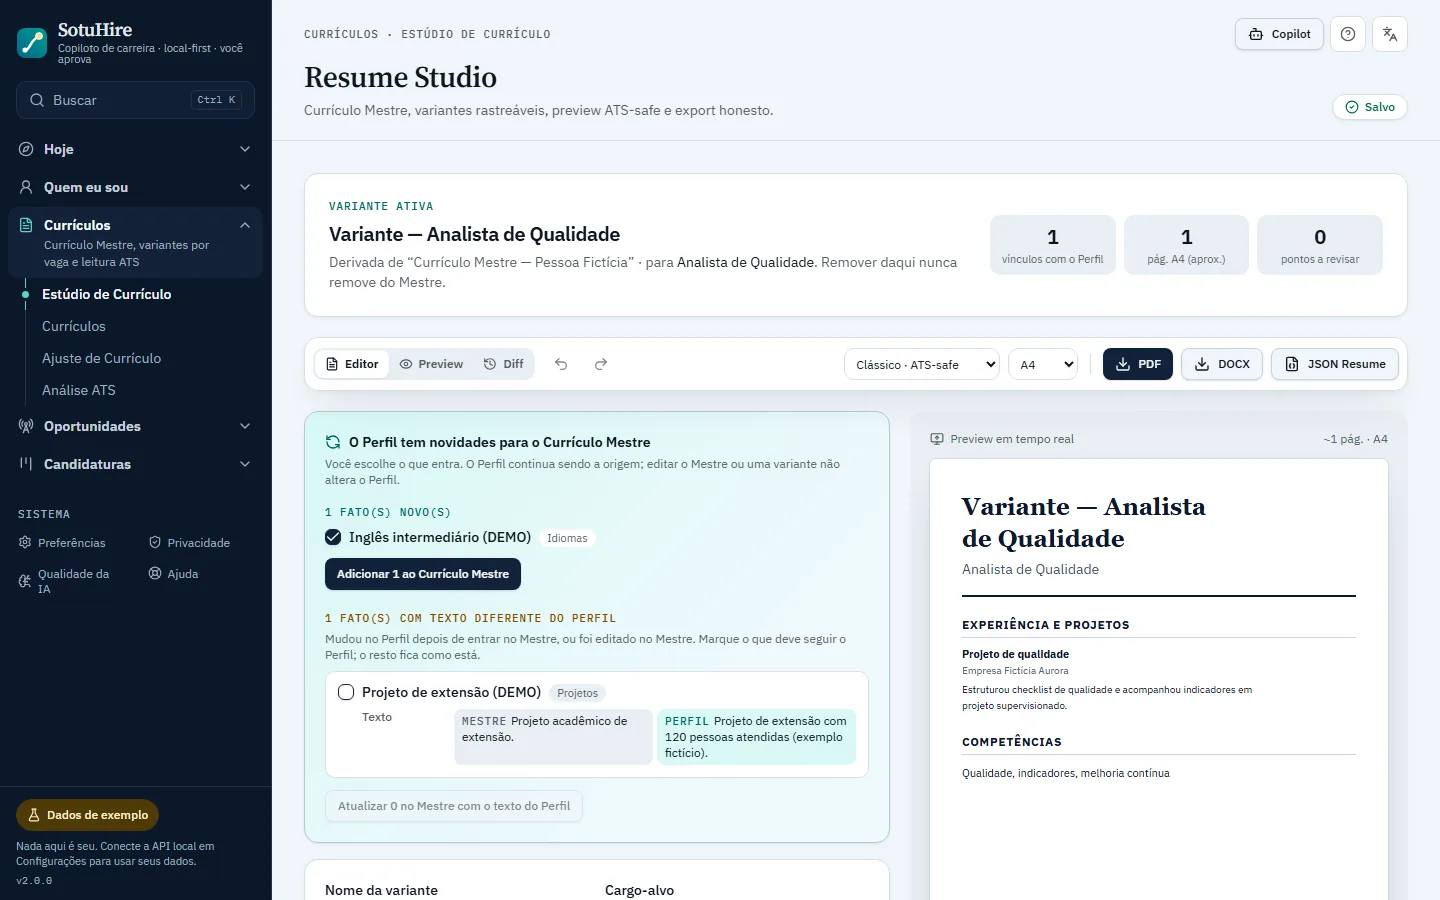 SotuHire
Copiloto de carreira · local-first · você
aprova
Buscar
Ctrl K
Hoje
Quem eu sou
Currículos
Currículo Mestre, variantes por
vaga e leitura ATS
Estúdio de Currículo
Currículos
Ajuste de Currículo
Análise ATS
Oportunidades
Candidaturas
SISTEMA
Preferências
Privacidade
Qualidade da
IA
Ajuda
Dados de exemplo
Nada aqui é seu. Conecte a API local em
Configurações para usar seus dados.
v2.0.0
CURRÍCULOS · ESTÚDIO DE CURRÍCULO
Copilot
Resume Studio
Currículo Mestre, variantes rastreáveis, preview ATS-safe e export honesto.
Salvo
VARIANTE ATIVA
Variante — Analista de Qualidade
Derivada de “Currículo Mestre — Pessoa Fictícia” · para Analista de Qualidade. Remover daqui nunca
remove do Mestre.
1
vínculos com o Perfil
1
pág. A4 (aprox.)
0
pontos a revisar
Editor
Preview
Diff
Clássico · ATS-safe
A4
PDF
DOCX
JSON Resume
O Perfil tem novidades para o Currículo Mestre
Você escolhe o que entra. O Perfil continua sendo a origem; editar o Mestre ou uma variante não
altera o Perfil.
1 FATO(S) NOVO(S)
Inglês intermediário (DEMO)
Idiomas
Adicionar 1 ao Currículo Mestre
1 FATO(S) COM TEXTO DIFERENTE DO PERFIL
Mudou no Perfil depois de entrar no Mestre, ou foi editado no Mestre. Marque o que deve seguir o
Perfil; o resto fica como está.
Projeto de extensão (DEMO)
Projetos
Texto
MESTRE Projeto acadêmico de
extensão.
PERFIL Projeto de extensão com
120 pessoas atendidas (exemplo
fictício).
Atualizar 0 no Mestre com o texto do Perfil
Nome da variante
Cargo-alvo
Preview em tempo real
~1 pág. · A4
Variante — Analista
de Qualidade
Analista de Qualidade
EXPERIÊNCIA E PROJETOS
Projeto de qualidade
Empresa Fictícia Aurora
Estruturou checklist de qualidade e acompanhou indicadores em
projeto supervisionado.
COMPETÊNCIAS
Qualidade, indicadores, melhoria contínua